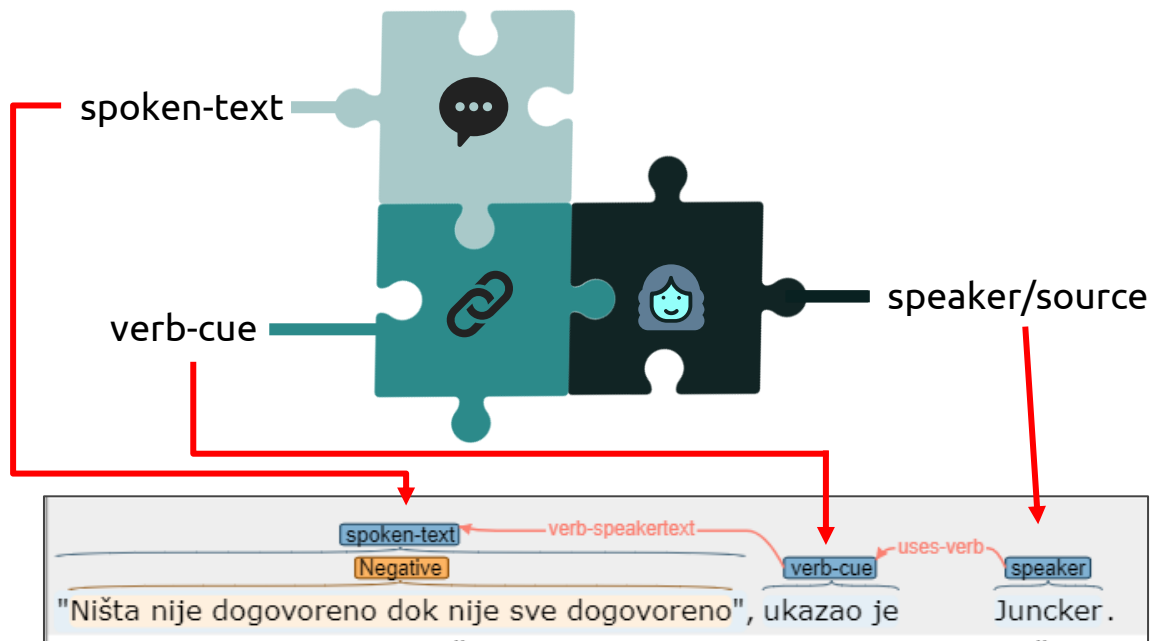 spoken-text
verb-cue
speaker/source
spoken-text
verb-speakertext
Negative
verb-cue
uses-verb
speaker
"Ništa nije dogovoreno dok nije sve dogovoreno", ukazao je Juncker.